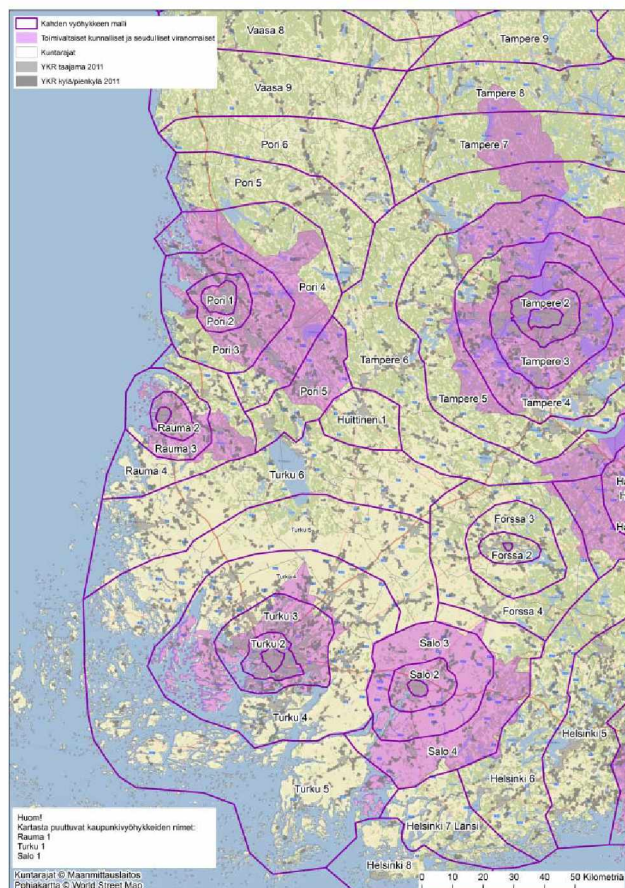 Kahden vyöhykkeen malli
Toimivaltaiset kunnalliset ja seudulliset viranomaiset
Kuntarajat
YKR taajama 2011
YKR kylä/pienkylä 2011
Vaasa 8
Tampere 9
Vaasa 9
Tampere 8
Pori 6
Tampere 7
Pori 5
Pori 4
Pori 1
Tampere 2
Pori 2
Pori 3
Tampere 6
Tampere 3
Pori 5
Tampere 5
Tampere 4
Huittinen 1
Rauma 2
Rauma 3
Rauma 4
Turku 6
Forssa 3
Turku 5
Forssa 2
Turku 4
Forssa 4
Turku 3
Turku 2
Salo 3
Salo 2
Turku 4
Helsinki 5
Salo 4
Turku 5
Helsinki 6
Helsinki 7 Länsi
Helsinki 8
Huom!
Kartasta puuttuvat kaupunkivyöhykkeiden nimet:
Rauma 1
Turku 1
Salo 1
Kuntarajat © Maanmittauslaitos
Pohjakartta © World Street Map
0 10 20 30 40 50 Kilometriä